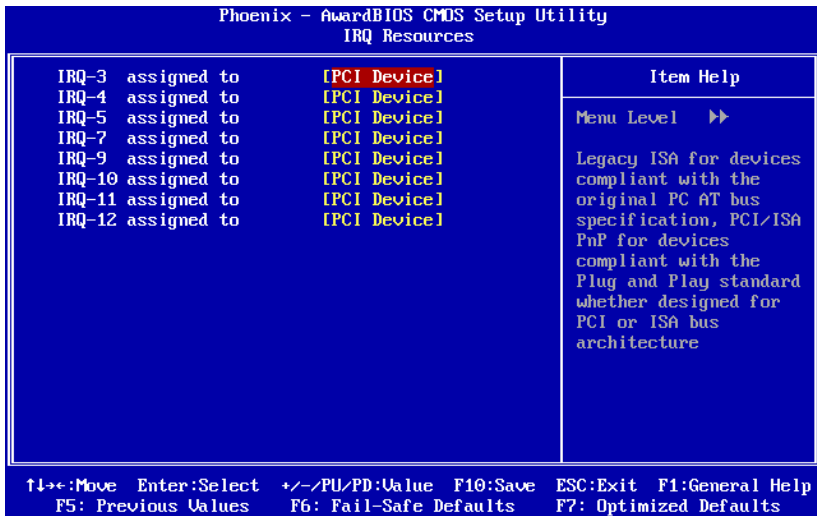 Phoenix - AwardBIOS CMOS Setup Utility
IRQ Resources
IRQ-3 assigned to [PCI Device]
IRQ-4 assigned to [PCI Device]
IRQ-5 assigned to [PCI Device]
IRQ-7 assigned to [PCI Device]
IRQ-9 assigned to [PCI Device]
IRQ-10 assigned to [PCI Device]
IRQ-11 assigned to [PCI Device]
IRQ-12 assigned to [PCI Device]
Item Help
Menu Level ►►
Legacy ISA for devices
compliant with the
original PC AT bus
specification, PCI/ISA
PnP for devices
compliant with the
Plug and Play standard
whether designed for
PCI or ISA bus
architecture
↑↓→←:Move Enter:Select +/-/PU/PD:Value F10:Save ESC:Exit F1:General Help
F5: Previous Values F6: Fail-Safe Defaults F7: Optimized Defaults